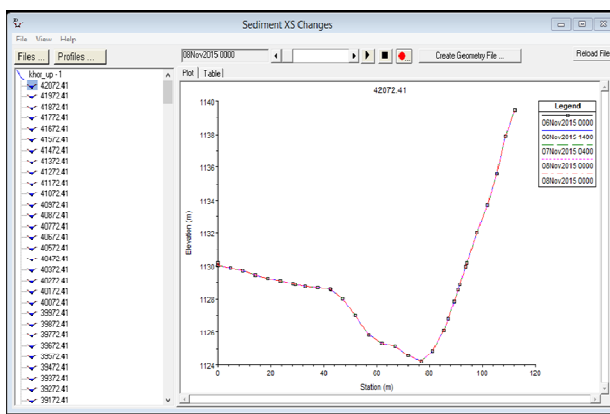 Sediment XS Changes
File View Help
Files ... Profiles ... 08Nov2015 0000 Create Geometry File ... Reload Files
Plot Table
khor_up - 1
42072.41
41972.41
41872.41
41772.41
41672.41
41572.41
41472.41
41372.41
41272.41
41172.41
41072.41
40972.41
40872.41
40772.41
40672.41
40572.41
40472.41
40372.41
40272.41
40172.41
40072.41
39972.41
39872.41
39772.41
39672.41
39572.41
39472.41
39372.41
39272.41
39172.41
42072.41
1140
1138
1136
1134
1132
1130
1128
1126
1124
Elevation (m)
0 20 40 60 80 100 120
Station (m)
Legend
06Nov2015 0000
06Nov2015 1400
07Nov2015 0400
08Nov2015 0000
08Nov2015 0000